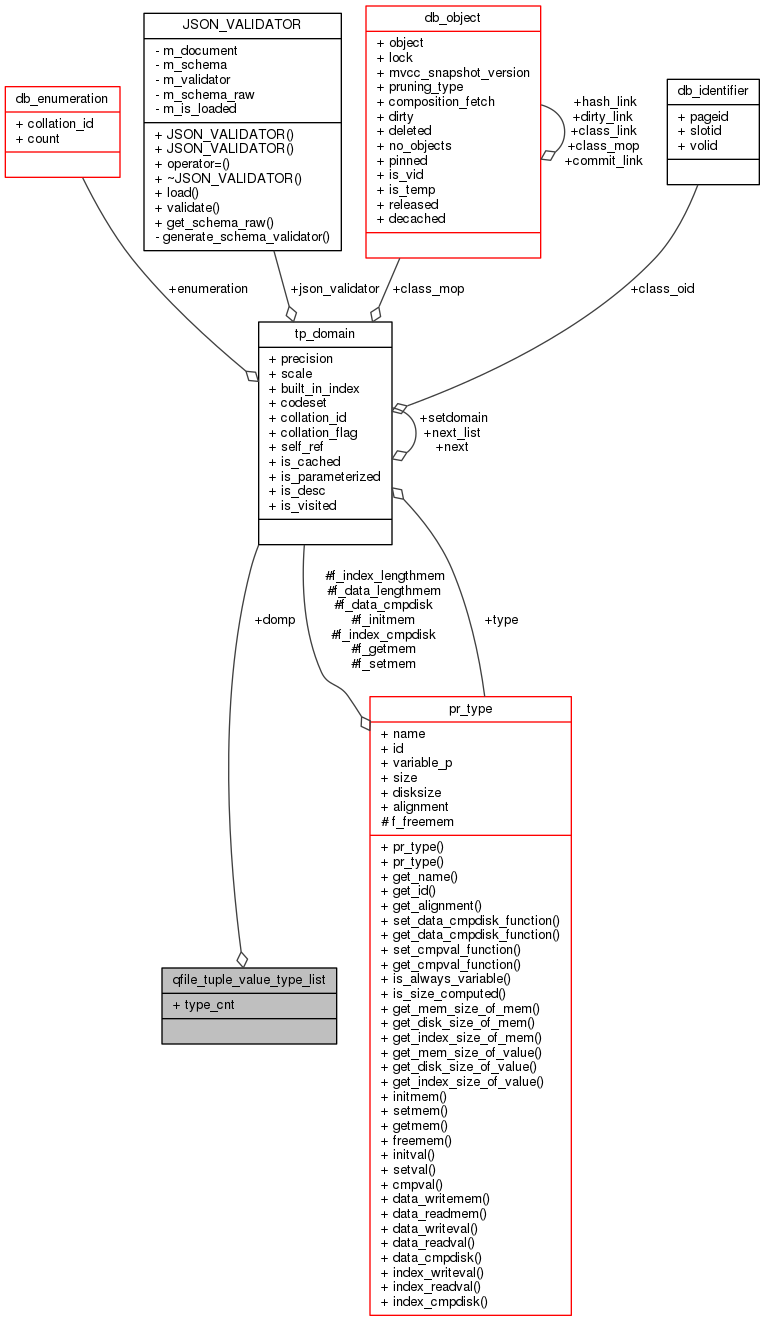 JSON_VALIDATOR
- m_document
- m_schema
- m_validator
- m_schema_raw
- m_is_loaded
+ JSON_VALIDATOR()
+ JSON_VALIDATOR()
+ operator=()
+ ~JSON_VALIDATOR()
+ load()
+ validate()
+ get_schema_raw()
- generate_schema_validator()
db_object
+ object
+ lock
+ mvcc_snapshot_version
+ pruning_type
+ composition_fetch
+ dirty
+ deleted
+ no_objects
+ pinned
+ is_vid
+ is_temp
+ released
+ decached
+hash_link
+dirty_link
+class_link
+class_mop
+commit_link
db_enumeration
+ collation_id
+ count
db_identifier
+ pageid
+ slotid
+ volid
+enumeration
+json_validator
+class_mop
+class_oid
tp_domain
+ precision
+ scale
+ built_in_index
+ codeset
+ collation_id
+ collation_flag
+ self_ref
+ is_cached
+ is_parameterized
+ is_desc
+ is_visited
+setdomain
+next_list
+next
#f_index_lengthmem
#f_data_lengthmem
#f_data_cmpdisk
#f_initmem
#f_index_cmpdisk
#f_getmem
#f_setmem
+domp
+type
pr_type
+ name
+ id
+ variable_p
+ size
+ disksize
+ alignment
# f_freemem
+ pr_type()
+ pr_type()
+ get_name()
+ get_id()
+ get_alignment()
+ set_data_cmpdisk_function()
+ get_data_cmpdisk_function()
+ set_cmpval_function()
+ get_cmpval_function()
+ is_always_variable()
+ is_size_computed()
+ get_mem_size_of_mem()
+ get_disk_size_of_mem()
+ get_index_size_of_mem()
+ get_mem_size_of_value()
+ get_disk_size_of_value()
+ get_index_size_of_value()
+ initmem()
+ setmem()
+ getmem()
+ freemem()
+ initval()
+ setval()
+ cmpval()
+ data_writemem()
+ data_readmem()
+ data_writeval()
+ data_readval()
+ data_cmpdisk()
+ index_writeval()
+ index_readval()
+ index_cmpdisk()
qfile_tuple_value_type_list
+ type_cnt